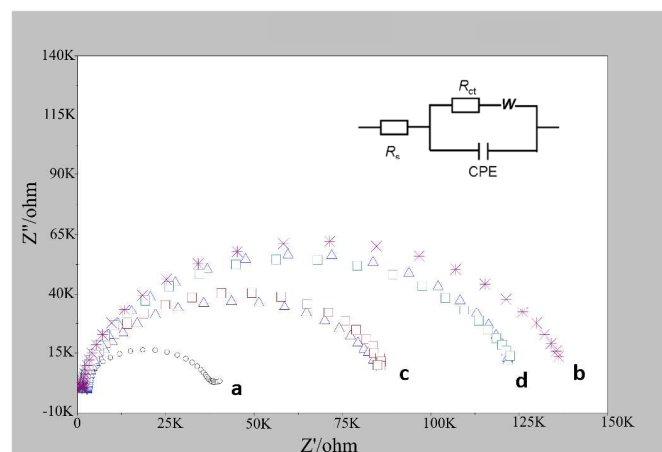 140K
115K
90K
65K
40K
15K
-10K
Z"/ohm
R_ct
W
R_s
CPE
a
c
d
b
0
25K
50K
75K
100K
125K
150K
Z'/ohm